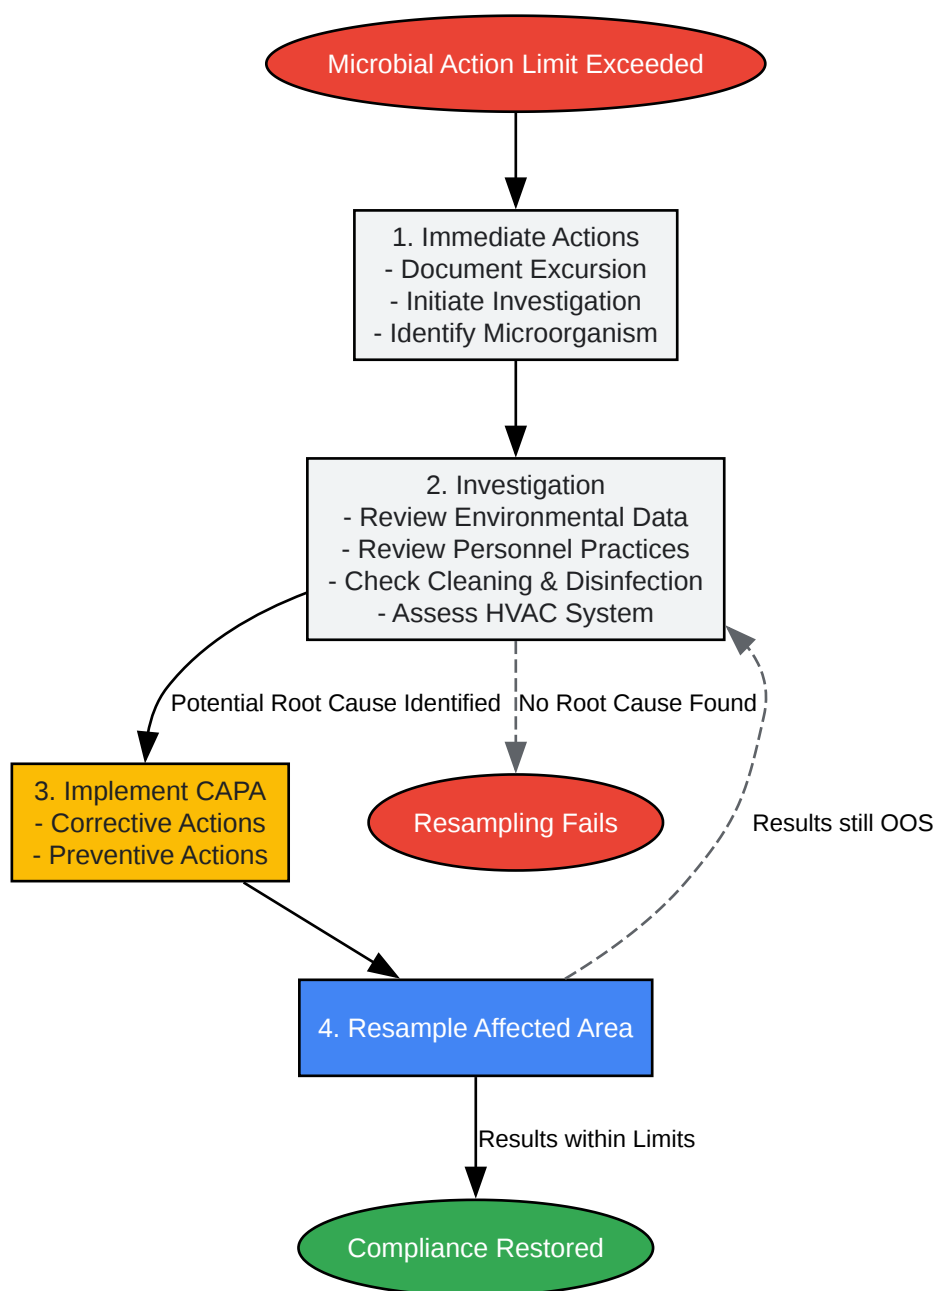 Microbial Action Limit Exceeded
1. Immediate Actions
- Document Excursion
- Initiate Investigation
- Identify Microorganism
2. Investigation
- Review Environmental Data
- Review Personnel Practices
- Check Cleaning & Disinfection
- Assess HVAC System
Potential Root Cause Identified
No Root Cause Found
3. Implement CAPA
- Corrective Actions
- Preventive Actions
Resampling Fails
Results still OOS
4. Resample Affected Area
Results within Limits
Compliance Restored